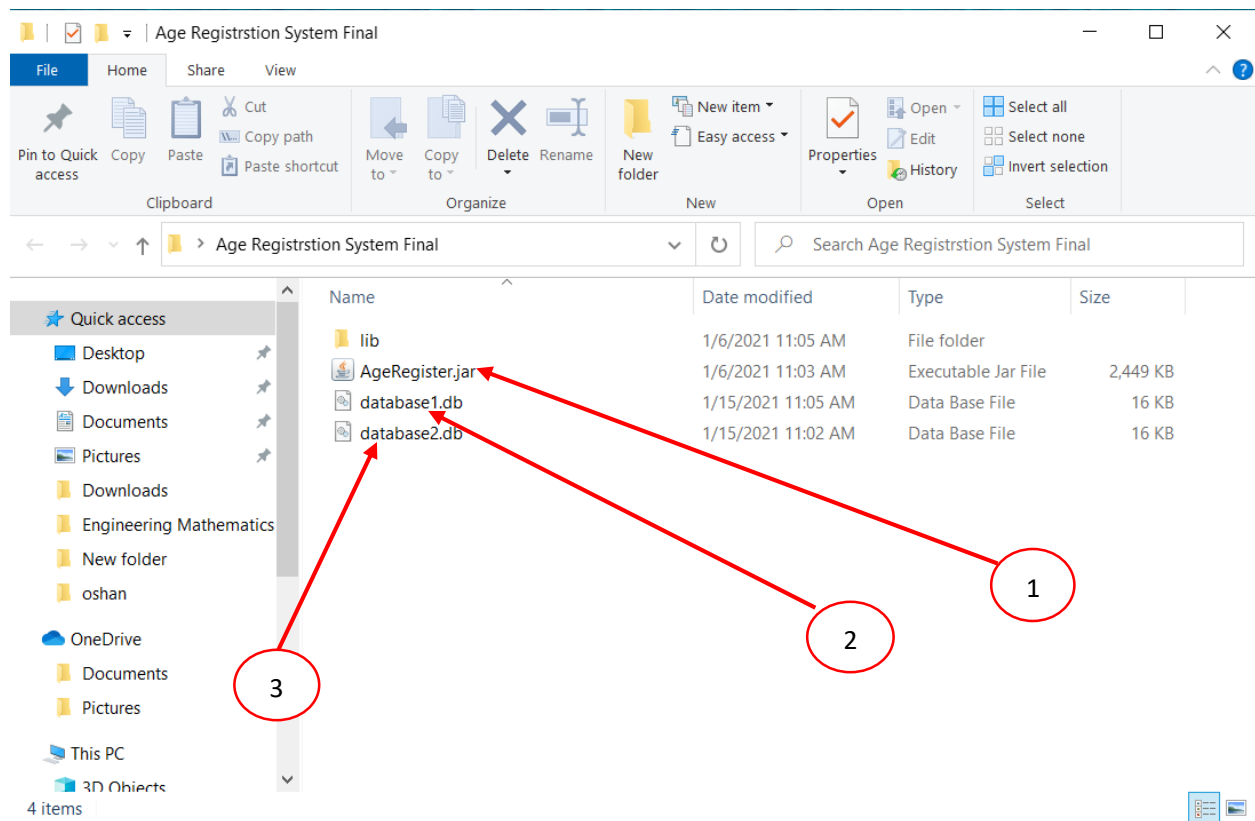 Age Registrstion System Final
File Home Share View
Pin to Quick access
Copy
Paste
Cut
Copy path
Paste shortcut
Clipboard
Move to
Copy to
Delete
Rename
Organize
New folder
New item
Easy access
New
Properties
Open
Edit
History
Open
Select all
Select none
Invert selection
Select
Age Registrstion System Final
Search Age Registrstion System Final
Quick access
Desktop
Downloads
Documents
Pictures
Downloads
Engineering Mathematics
New folder
oshan
OneDrive
Documents
Pictures
This PC
3D Objects
Name Date modified Type Size
lib 1/6/2021 11:05 AM File folder
AgeRegister.jar 1/6/2021 11:03 AM Executable Jar File 2,449 KB
database1.db 1/15/2021 11:05 AM Data Base File 16 KB
database2.db 1/15/2021 11:02 AM Data Base File 16 KB
1
2
3
4 items